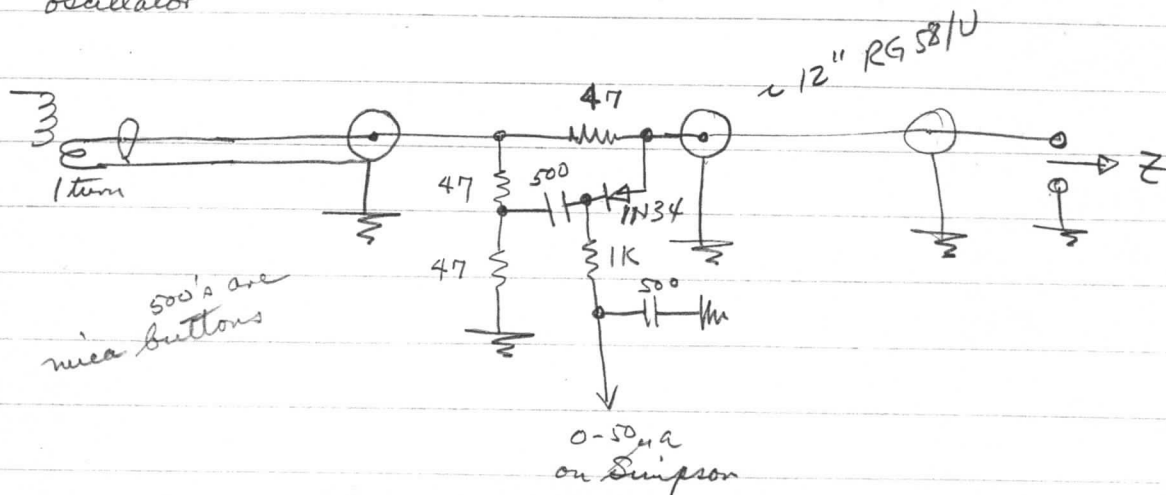 oscillator
~ 12" RG 58/U
47
1 turn
47
500
1N34
Z
47
1K
500
500's are
mica buttons
0-50 μa
on Simpson